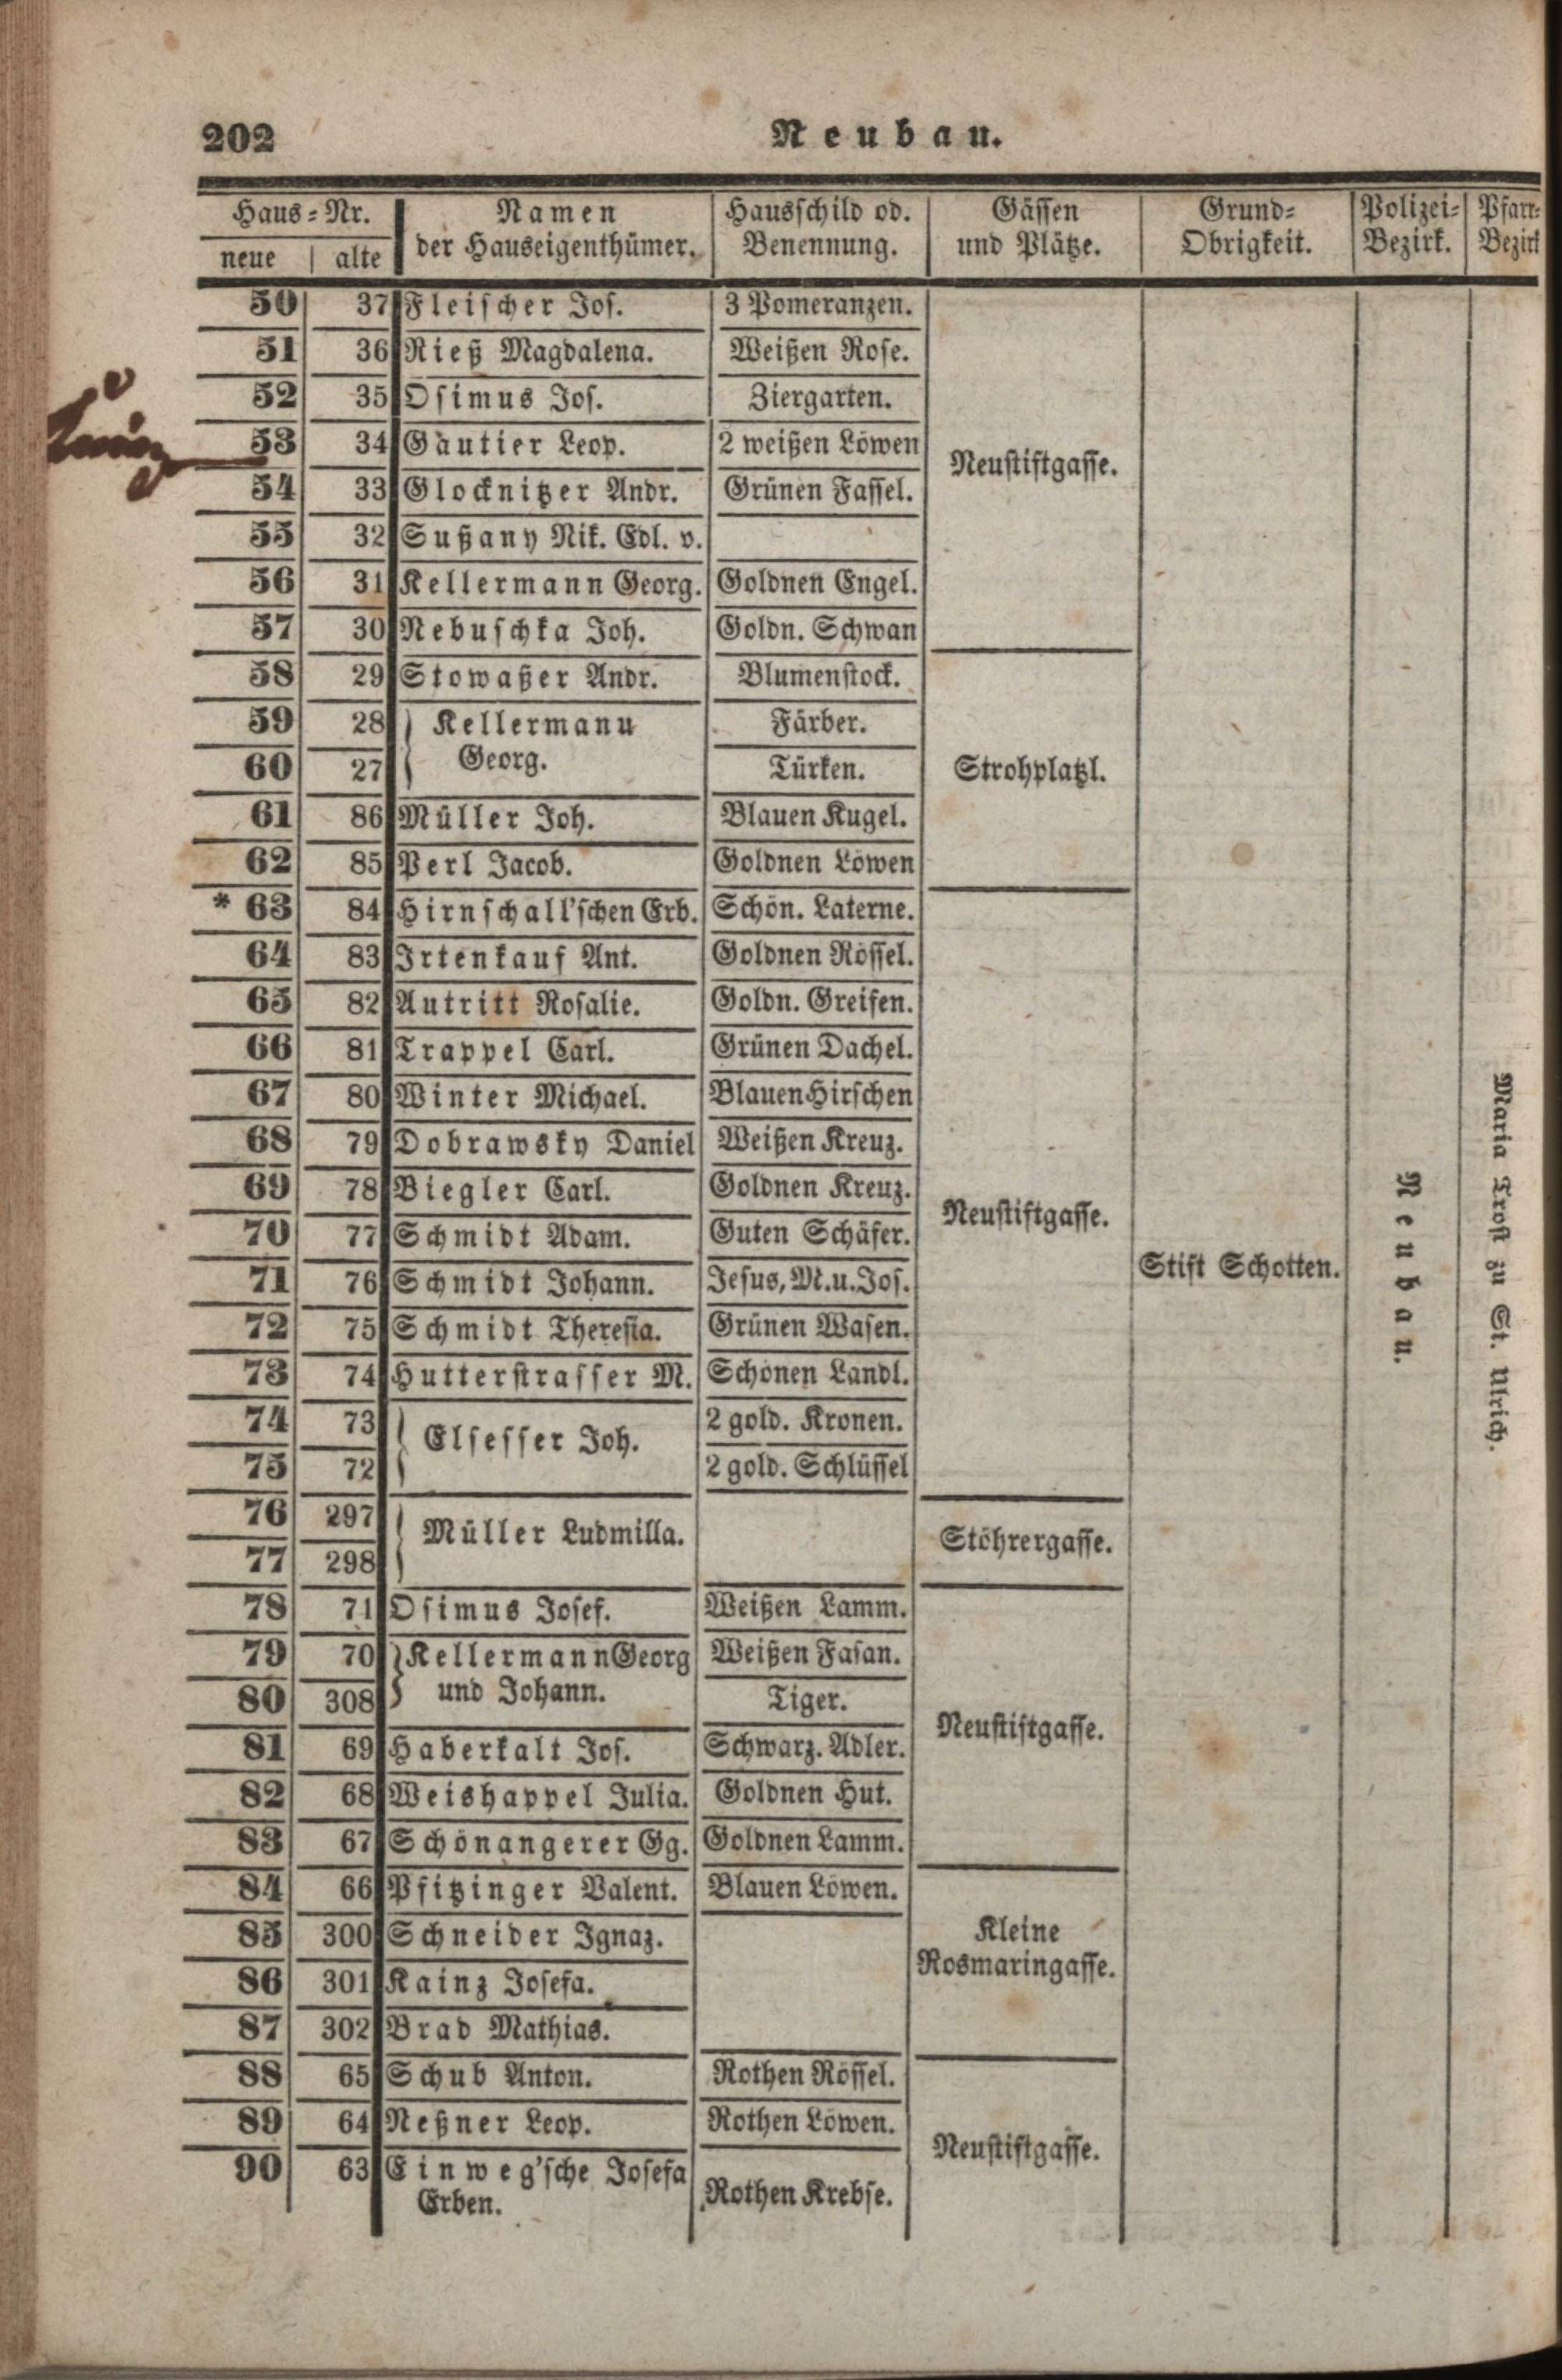 202 Neubau.
Haus-Nr. Namen Hausschild od. Gässen Grund- Polizei- Pfarr-
neue alte der Hauseigenthümer. Benennung. und Plätze. Obrigkeit. Bezirk. Bezirk
50 37 Fleischer Jos. 3 Pomeranzen.
51 36 Rieß Magdalena. Weißen Rose.
52 35 Osimus Jos. Ziergarten.
53 34 Gautier Leop. 2 weißen Löwen
Neustiftgasse.
54 33 Glocknitzer Andr. Grünen Fassel.
55 32 Sußany Nik. Edl. v.
56 31 Kellermann Georg. Goldnen Engel.
57 30 Nebuschka Joh. Goldn. Schwan
58 29 Stowaßer Andr. Blumenstock.
59 28 Kellermanu Färber.
60 27 Georg. Türken. Strohplatzl.
61 86 Müller Joh. Blauen Kugel.
62 85 Perl Jacob. Goldnen Löwen
* 63 84 Hirnschall'schen Erb. Schön. Laterne.
64 83 Irtenkauf Ant. Goldnen Rössel.
65 82 Autritt Rosalie. Goldn. Greifen.
66 81 Trappel Carl. Grünen Dachel.
67 80 Winter Michael. Blauen Hirschen
68 79 Dobrawsky Daniel Weißen Kreuz.
69 78 Biegler Carl. Goldnen Kreuz.
Neustiftgasse.
70 77 Schmidt Adam. Guten Schäfer.
71 76 Schmidt Johann. Jesus, M.u.Jos. Stift Schotten.
Neubau.
Maria Trost zu St. Ulrich.
72 75 Schmidt Theresia. Grünen Wasen.
73 74 Hutterstrasser M. Schönen Landl.
74 73 Elsesser Joh. 2 gold. Kronen.
75 72 2 gold. Schlüssel
76 297 Müller Ludmilla. Stöhrergasse.
77 298
78 71 Osimus Josef. Weißen Lamm.
79 70 Kellermann Georg Weißen Fasan.
80 308 und Johann. Tiger.
Neustiftgasse.
81 69 Haberkalt Jos. Schwarz. Adler.
82 68 Weishappel Julia. Goldnen Hut.
83 67 Schönangerer Gg. Goldnen Lamm.
84 66 Pfitzinger Valent. Blauen Löwen.
85 300 Schneider Ignaz. Kleine
86 301 Kainz Josefa. Rosmaringasse.
87 302 Brad Mathias.
88 65 Schub Anton. Rothen Rössel.
89 64 Neßner Leop. Rothen Löwen.
Neustiftgasse.
90 63 Einweg'sche Josefa
Erben. Rothen Krebse.